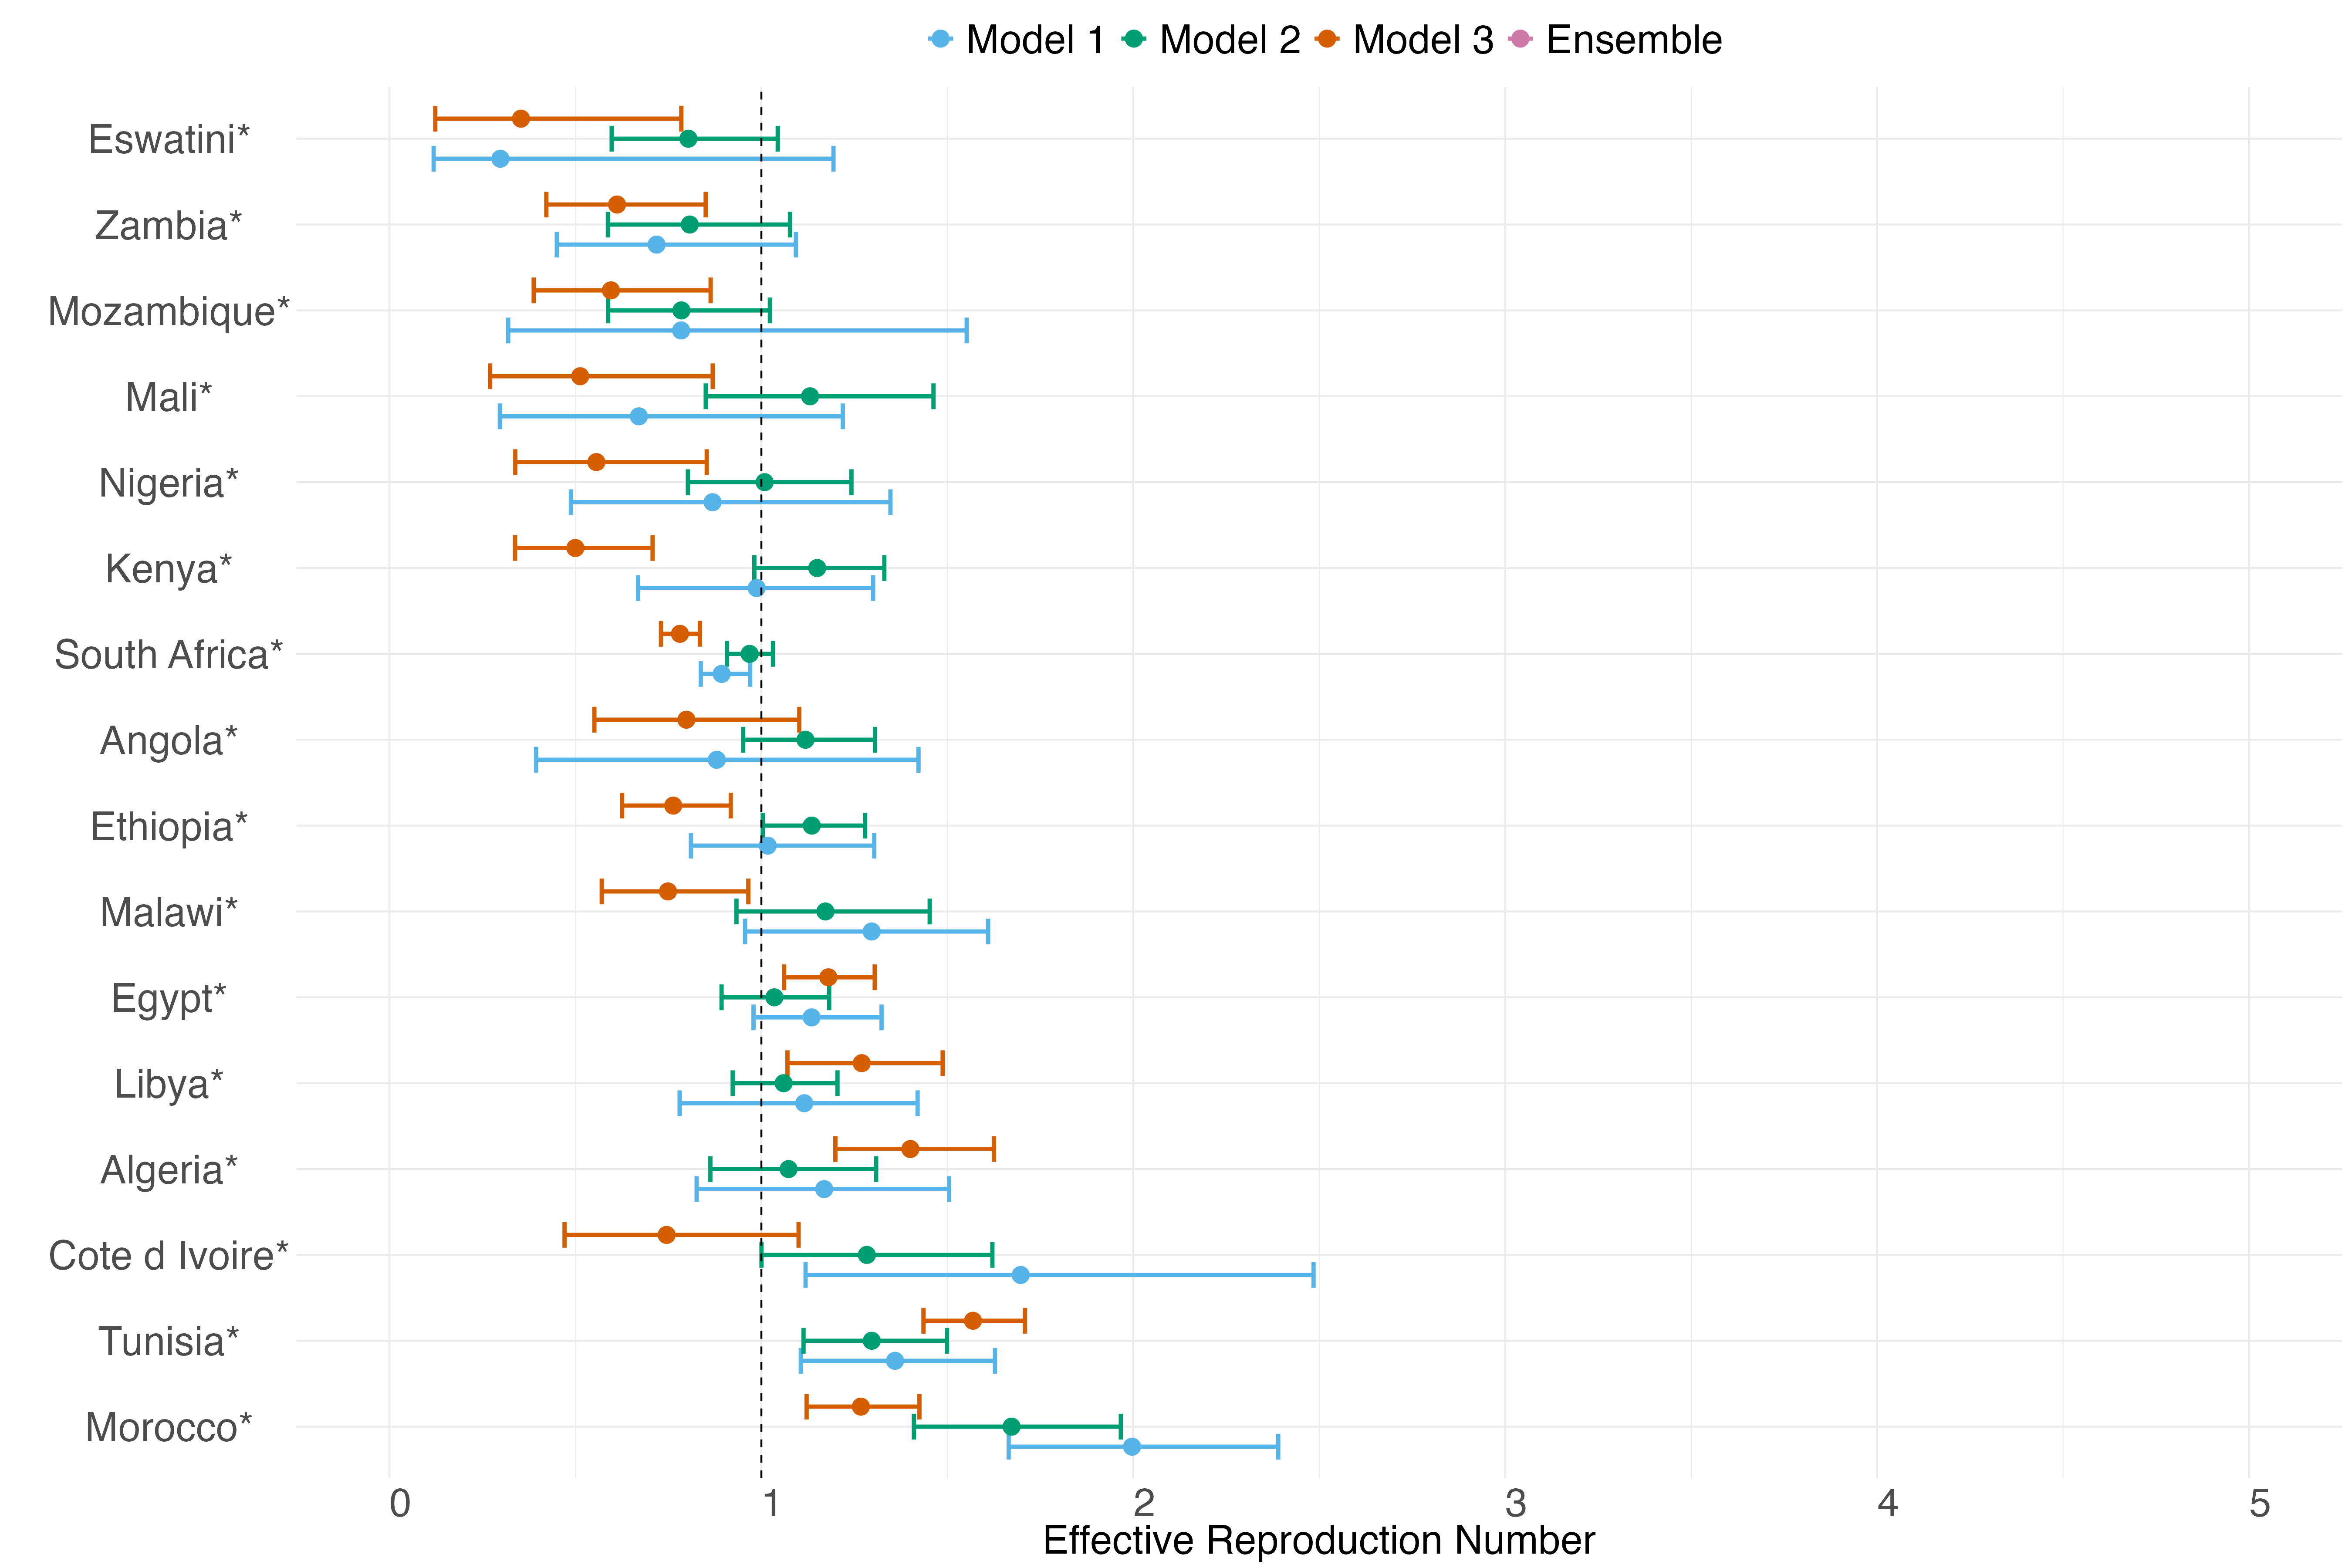 Model 1 Model 2 Model 3 Ensemble
Eswatini*
Zambia*
Mozambique*
Mali*
Nigeria*
Kenya*
South Africa*
Angola*
Ethiopia*
Malawi*
Egypt*
Libya*
Algeria*
Cote d Ivoire*
Tunisia*
Morocco*
0 1 2 3 4 5
Effective Reproduction Number